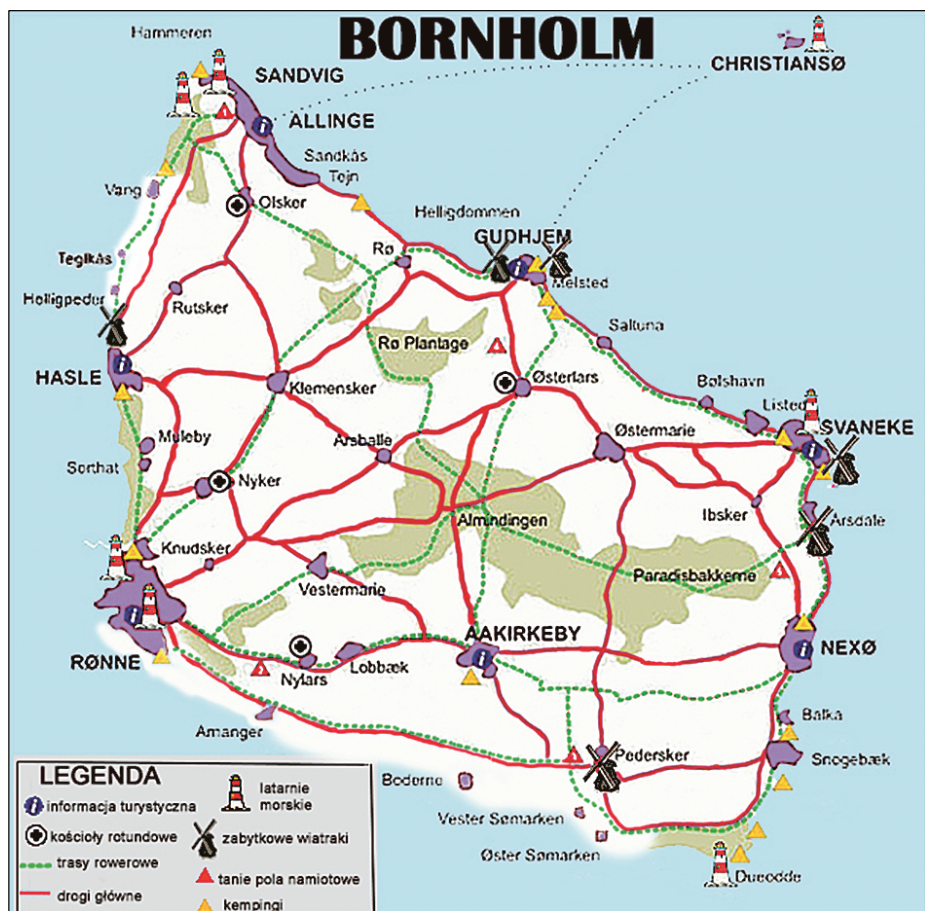 BORNHOLM
Hammeren
SANDVIG
CHRISTIANSØ
ALLINGE
Sandkås
Tejn
Vang
Olsker
Helligdommen
GUDHJEM
Rø
Melsted
Teglkås
Helligpeder
Rutsker
Saltuna
Rø Plantage
HASLE
Klemensker
Østerlars
Bølshavn
Listed
SVANEKE
Muleby
Årsballe
Østermarie
Sorthat
Nyker
Ibsker
Årsdale
Almindingen
Knudsker
Vestermarie
Paradisbakkerne
AAKIRKEBY
RØNNE
Nylars
Lobbæk
NEXØ
Arnanger
Balka
Pedersker
Snogebæk
Boderne
Vester Sømarken
Øster Sømarken
Dueodde
LEGENDA
informacja turystyczna
latarnie
morskie
kościoły rotundowe
zabytkowe wiatraki
trasy rowerowe
tanie pola namiotowe
drogi główne
kempingi